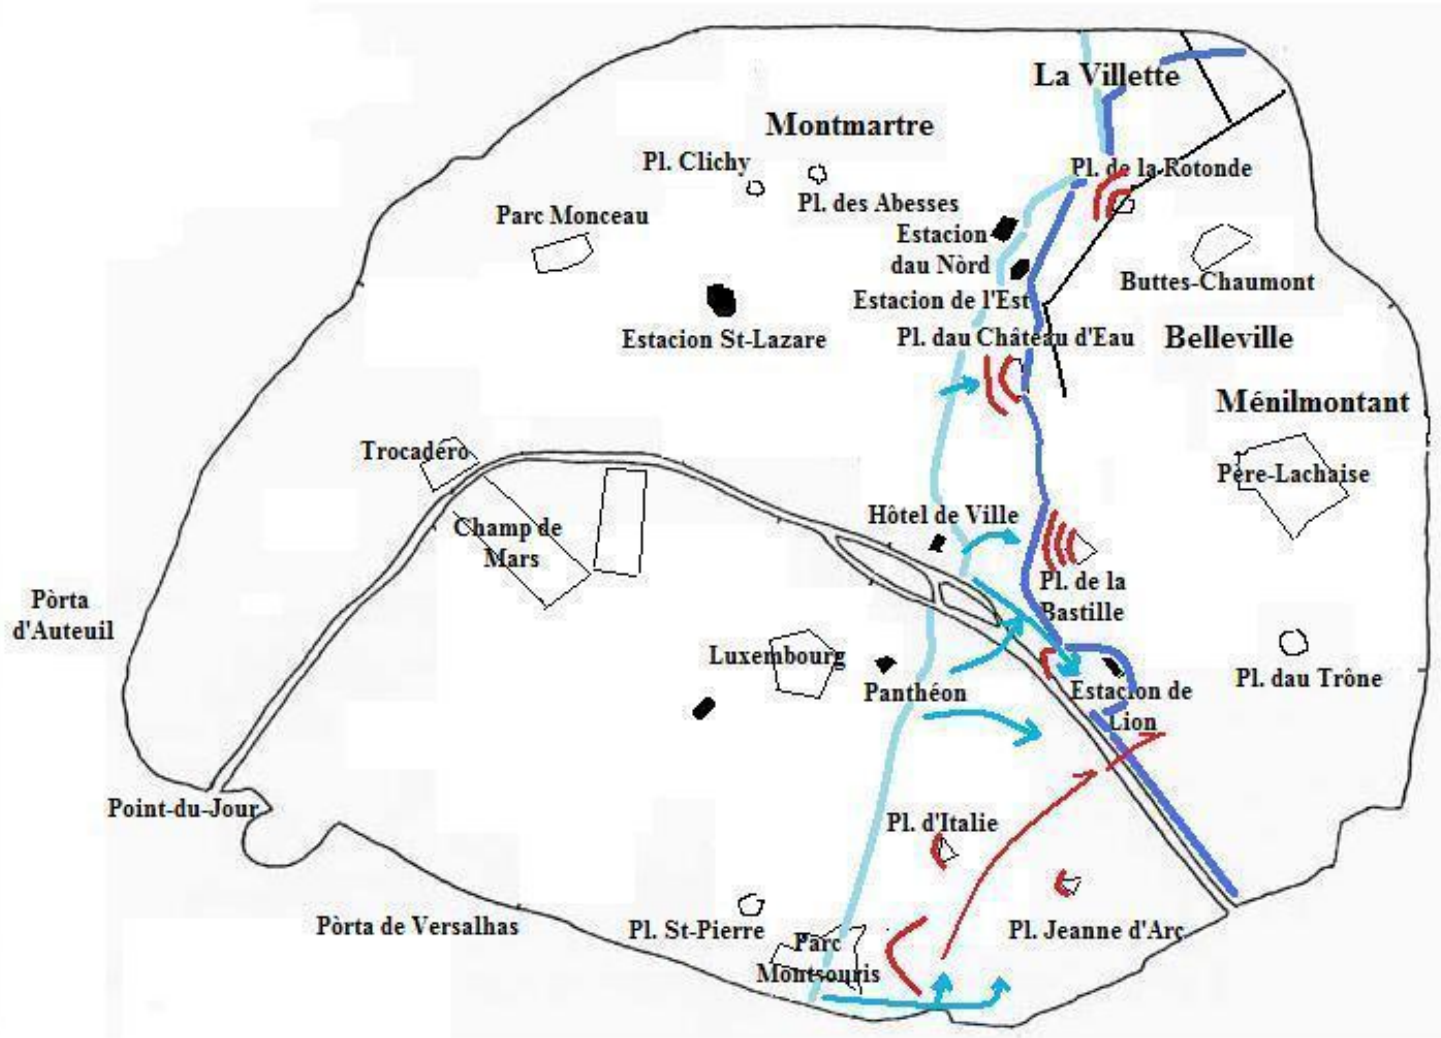 La Villette
Montmartre
Pl. Clichy
Pl. de la Rotonde
Pl. des Abesses
Parc Monceau
Estacion
dau Nòrd
Buttes-Chaumont
Estacion de l'Est
Estacion St-Lazare
Pl. dau Château d'Eau
Belleville
Ménilmontant
Trocadéro
Père-Lachaise
Hôtel de Ville
Champ de
Mars
Pl. de la
Bastille
Pòrta
d'Auteuil
Luxembourg
Panthéon
Estacion de
Lion
Pl. dau Trône
Point-du-Jour
Pl. d'Italie
Pòrta de Versalhas
Pl. St-Pierre
Parc
Montsouris
Pl. Jeanne d'Arc